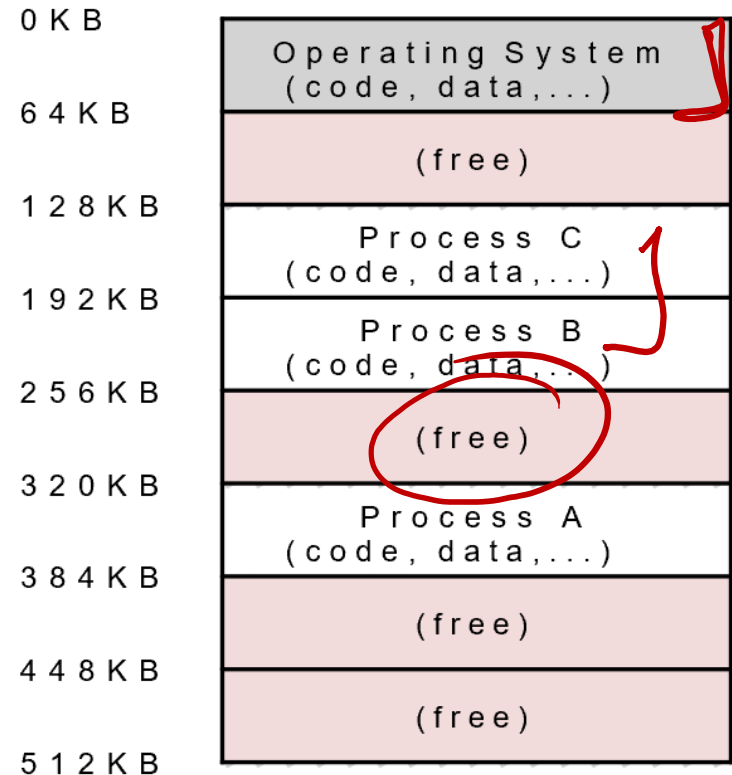 0KB
Operating System
(code, data,...)
64KB
(free)
128KB
Process C
(code, data,...)
192KB
Process B
(code, data,...)
256KB
(free)
320KB
Process A
(code, data,...)
384KB
(free)
448KB
(free)
512KB